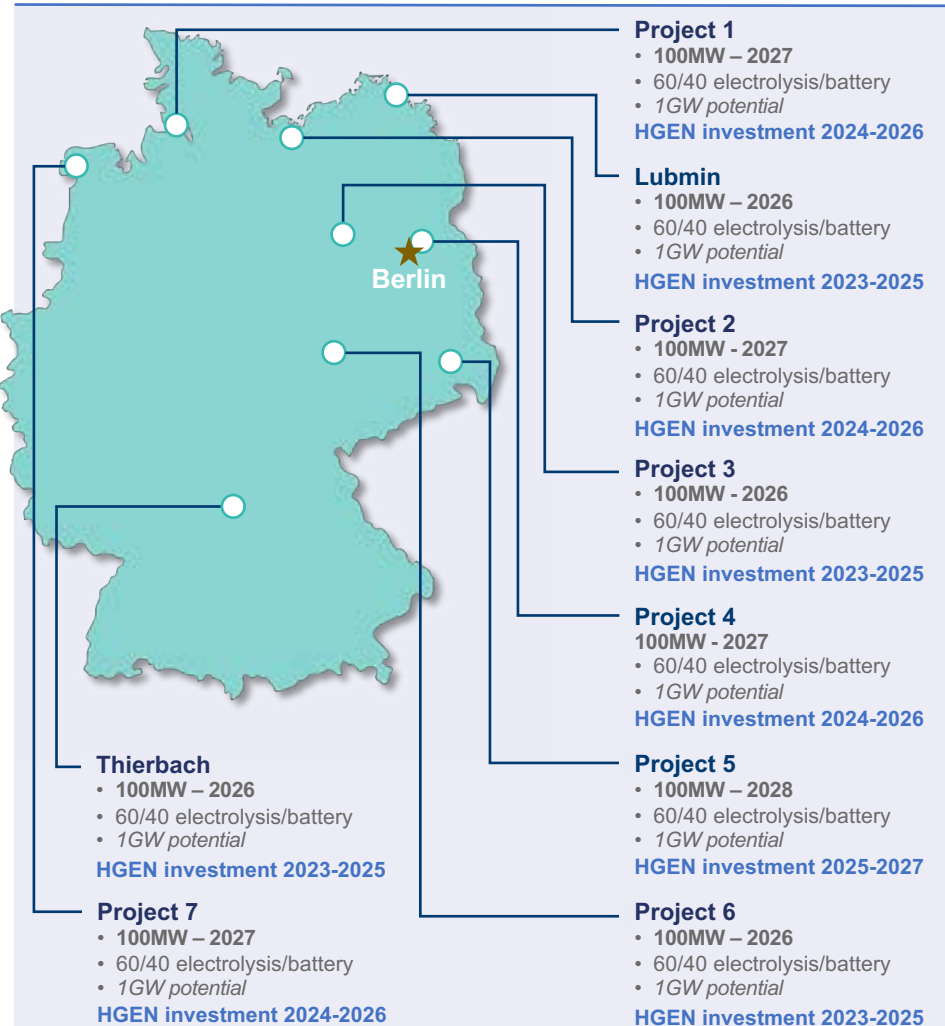 Project 1
• 100MW – 2027
• 60/40 electrolysis/battery
• 1GW potential
HGEN investment 2024-2026
Lubmin
• 100MW – 2026
• 60/40 electrolysis/battery
• 1GW potential
HGEN investment 2023-2025
Berlin
Project 2
• 100MW - 2027
• 60/40 electrolysis/battery
• 1GW potential
HGEN investment 2024-2026
Project 3
• 100MW - 2026
• 60/40 electrolysis/battery
• 1GW potential
HGEN investment 2023-2025
Project 4
100MW - 2027
• 60/40 electrolysis/battery
• 1GW potential
HGEN investment 2024-2026
Thierbach
• 100MW – 2026
• 60/40 electrolysis/battery
• 1GW potential
HGEN investment 2023-2025
Project 5
• 100MW – 2028
• 60/40 electrolysis/battery
• 1GW potential
HGEN investment 2025-2027
Project 7
• 100MW – 2027
• 60/40 electrolysis/battery
• 1GW potential
HGEN investment 2024-2026
Project 6
• 100MW – 2026
• 60/40 electrolysis/battery
• 1GW potential
HGEN investment 2023-2025